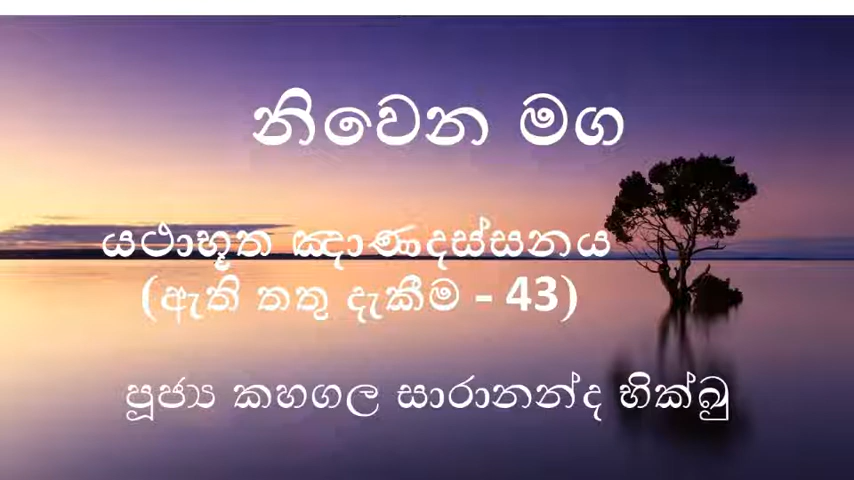 නිවෙන මග
යථාභූත ඤාණදස්සනය
(ඇති තතු දැකීම - 43)
පූජ්‍ය කහගල සාරානන්ද භික්ඛු